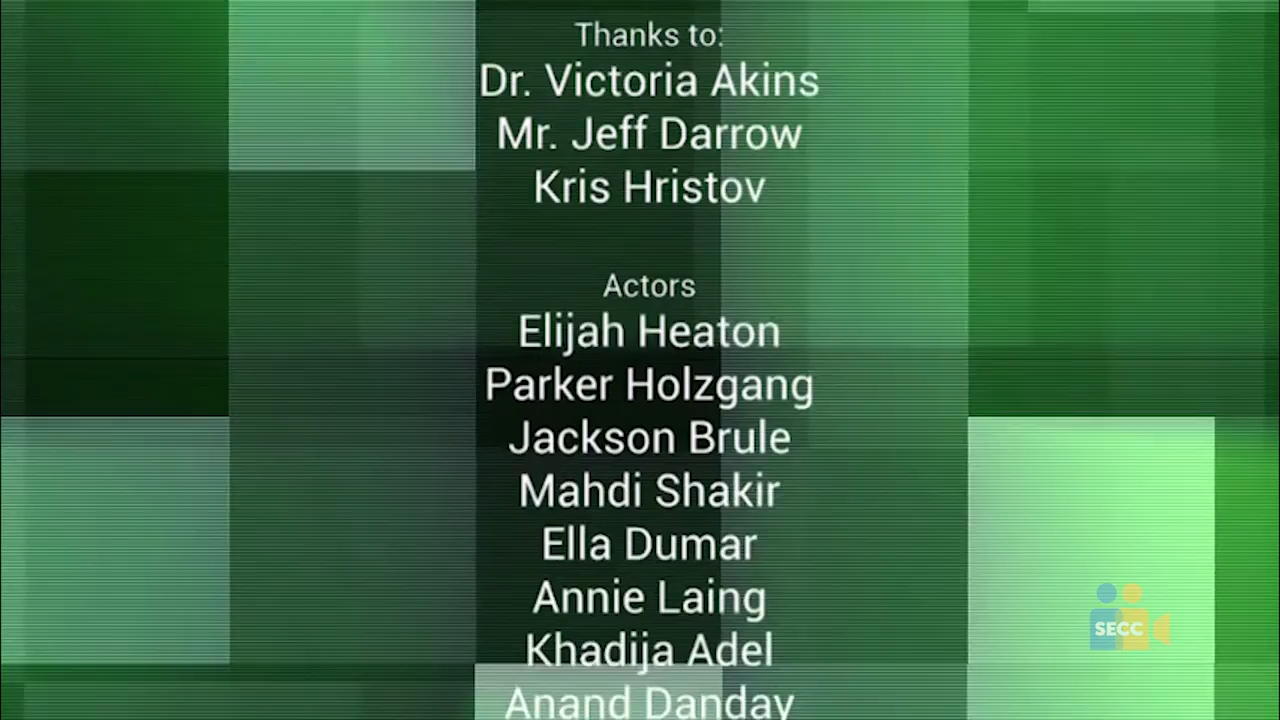 Thanks to:
Dr. Victoria Akins
Mr. Jeff Darrow
Kris Hristov
Actors
Elijah Heaton
Parker Holzgang
Jackson Brule
Mahdi Shakir
Ella Dumar
Annie Laing
Khadija Adel
Anand Danday
SECC